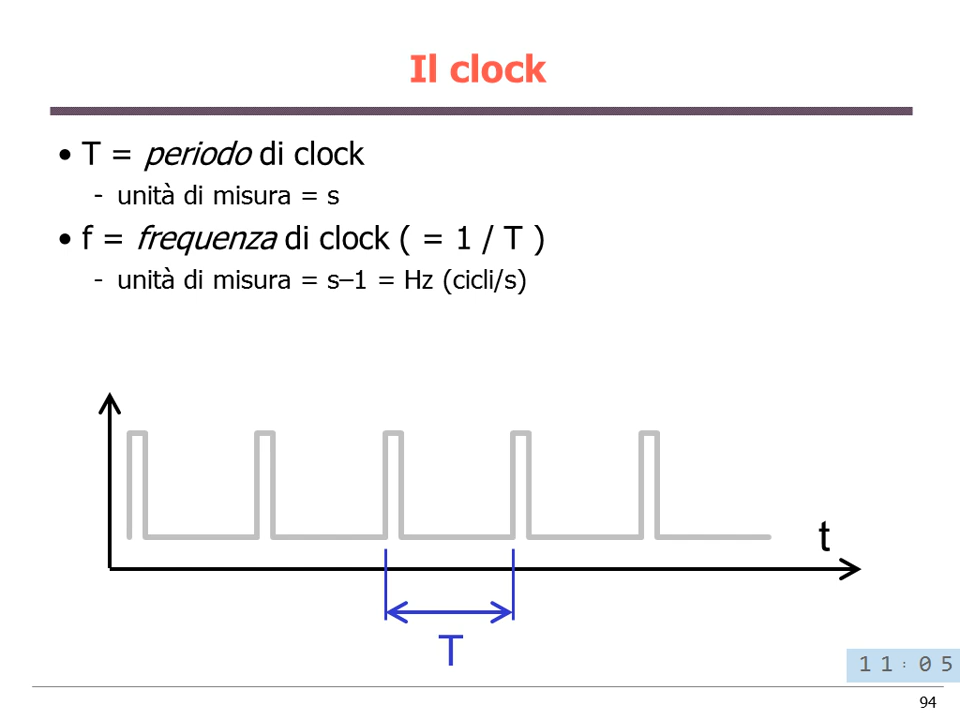 Il clock
• T = periodo di clock
- unità di misura = s
• f = frequenza di clock ( = 1 / T )
- unità di misura = s–1 = Hz (cicli/s)
t
T
11:05
94